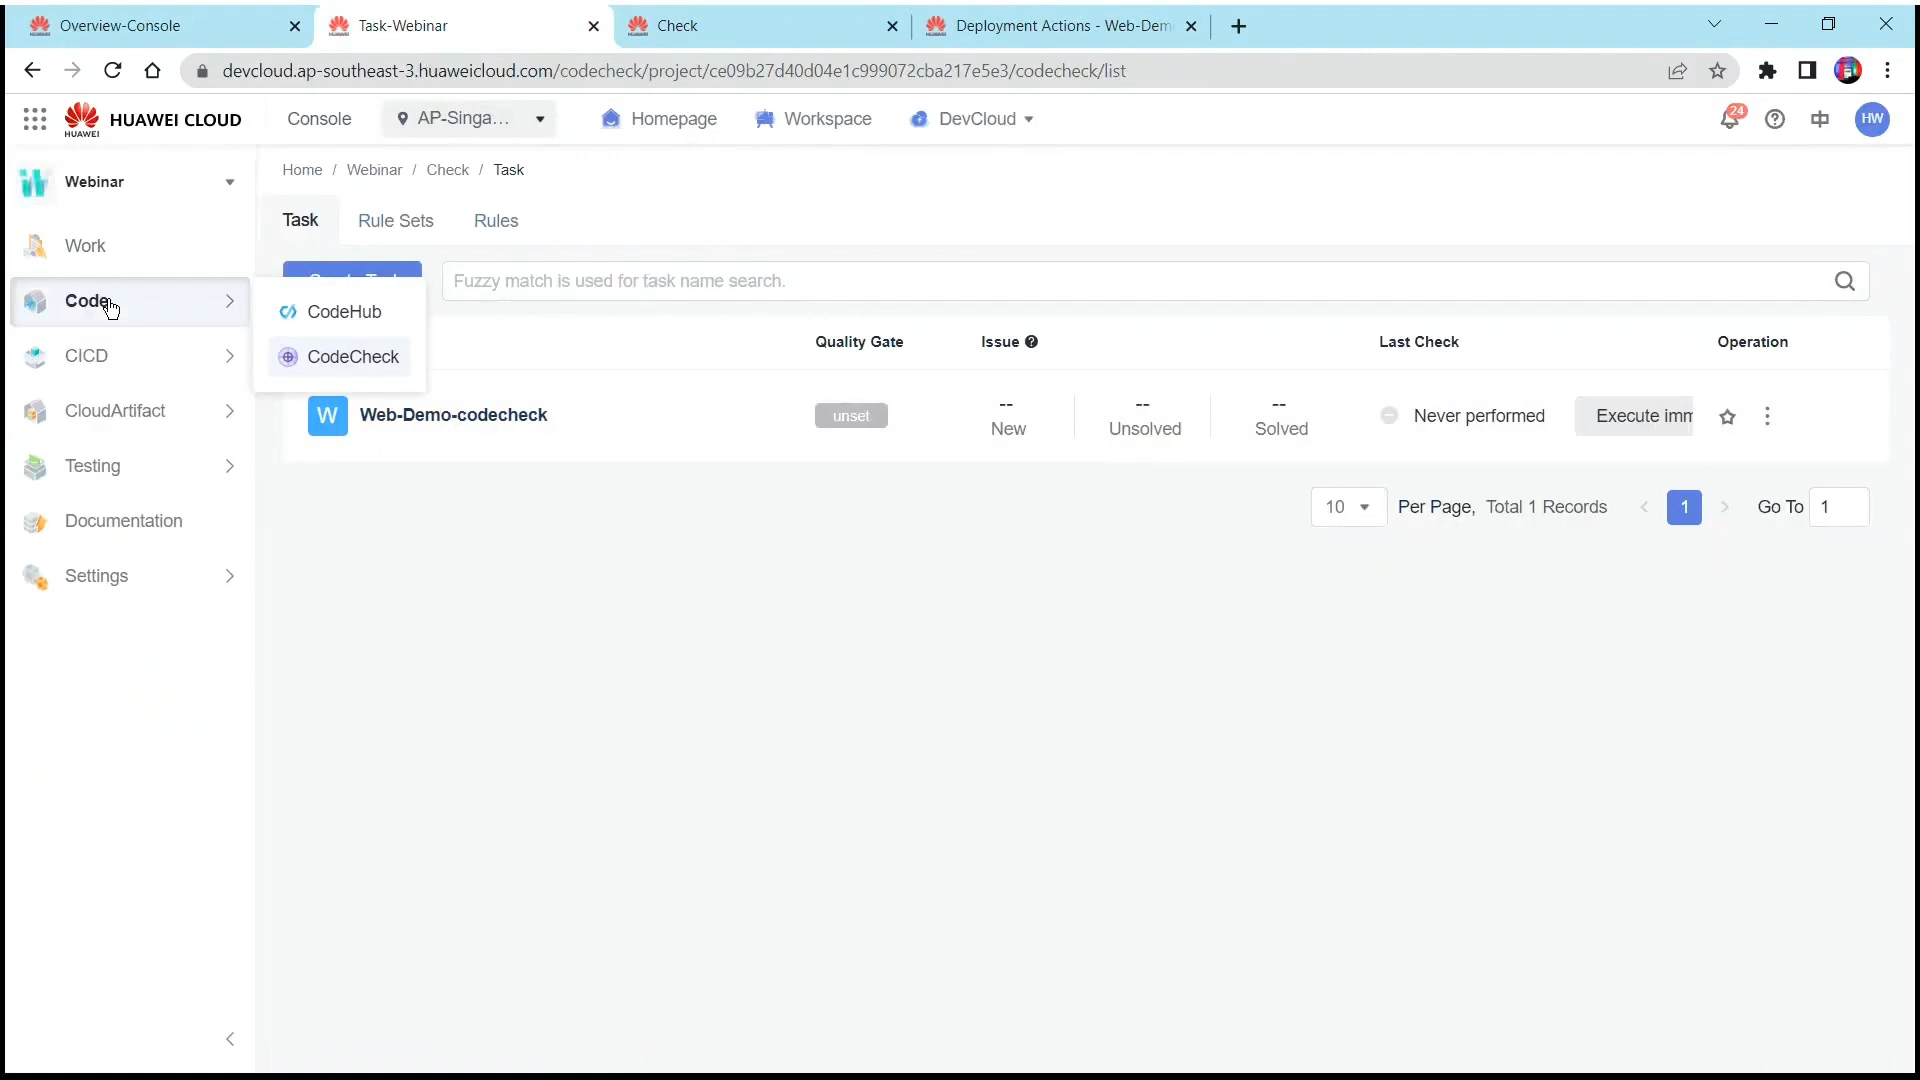 Overview-Console
Task-Webinar
Check
Deployment Actions - Web-Dem
devcloud.ap-southeast-3.huaweicloud.com/codecheck/project/ce09b27d40d04e1c999072cba217e5e3/codecheck/list
HUAWEI
HUAWEI CLOUD
Console
AP-Singa...
Homepage
Workspace
DevCloud
24
中
HW
Webinar
Home / Webinar / Check / Task
Task
Rule Sets
Rules
Work
Code
CICD
CloudArtifact
Testing
Documentation
Settings
CodeHub
CodeCheck
Fuzzy match is used for task name search.
Quality Gate
Issue
Last Check
Operation
W
Web-Demo-codecheck
unset
-- New
-- Unsolved
-- Solved
Never performed
Execute imm
10
Per Page, Total 1 Records
1
Go To
1